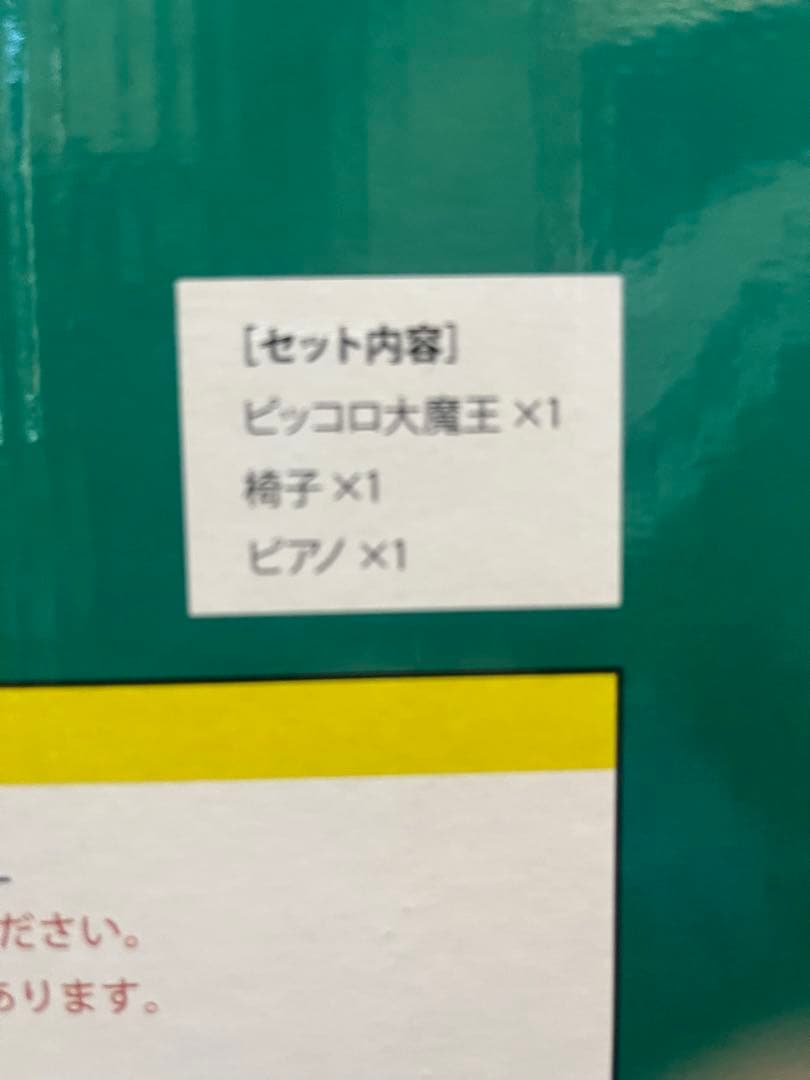 [セット内容]
ピッコロ大魔王 ×1
椅子 ×1
ピアノ ×1
ださい。
あります。